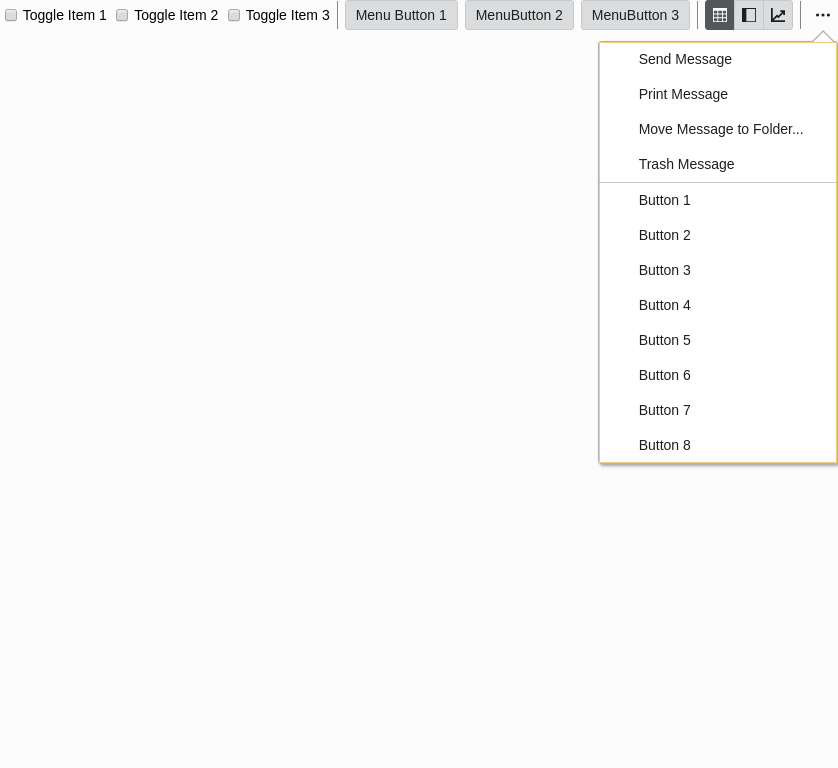 Toggle Item 1 Toggle Item 2 Toggle Item 3 Menu Button 1 MenuButton 2 MenuButton 3
Send Message
Print Message
Move Message to Folder...
Trash Message
Button 1
Button 2
Button 3
Button 4
Button 5
Button 6
Button 7
Button 8